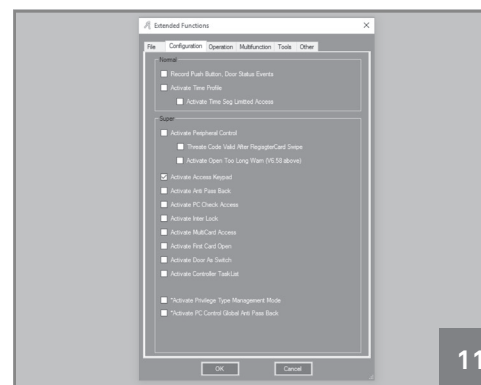 Extended Functions
File Configuration Operation Multifunction Tools Other
Normal
Record Push Button, Door Status Events
Activate Time Profile
Activate Time Seg Limited Access
Super
Activate Peripheral Control
Threate Code Valid After RegagterCard Swipe
Activate Open Too Long Warn (V6.58 above)
Activate Access Keypad
Activate Anti Pass Back
Activate PC Check Access
Activate Inter Lock
Activate MultiCard Access
Activate First Card Open
Activate Door As Switch
Activate Controller TaskList
*Activate Privilege Type Management Mode
*Activate PC Control Global Anti Pass Back
OK Cancel
11